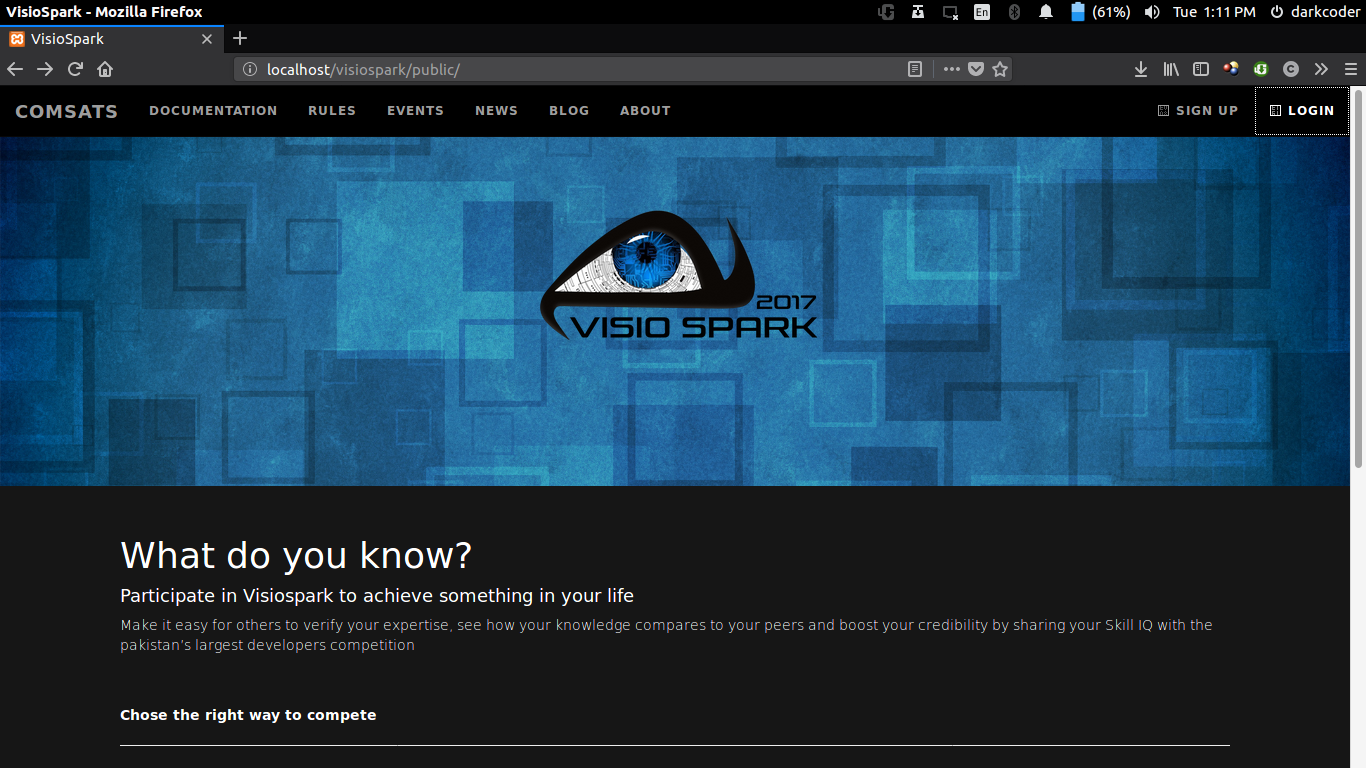 VisioSpark - Mozilla Firefox
En
(61%)
Tue 1:11 PM
darkcoder
VisioSpark
localhost/visiospark/public/
COMSATS
DOCUMENTATION
RULES
EVENTS
NEWS
BLOG
ABOUT
SIGN UP
LOGIN
2017
VISIO SPARK
What do you know?
Participate in Visiospark to achieve something in your life
Make it easy for others to verify your expertise, see how your knowledge compares to your peers and boost your credibility by sharing your Skill IQ with the
pakistan's largest developers competition
Chose the right way to compete